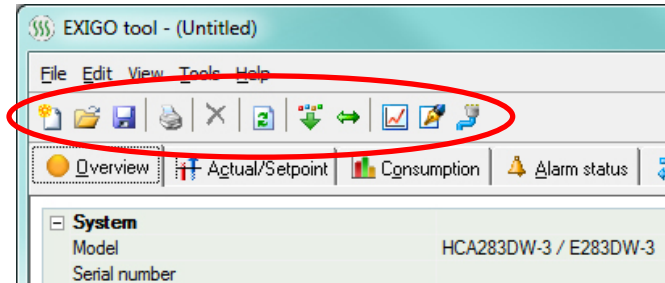 EXIGO tool - (Untitled)
File Edit View Tools Help
Overview Actual/Setpoint Consumption Alarm status
System
Model HCA283DW-3 / E283DW-3
Serial number